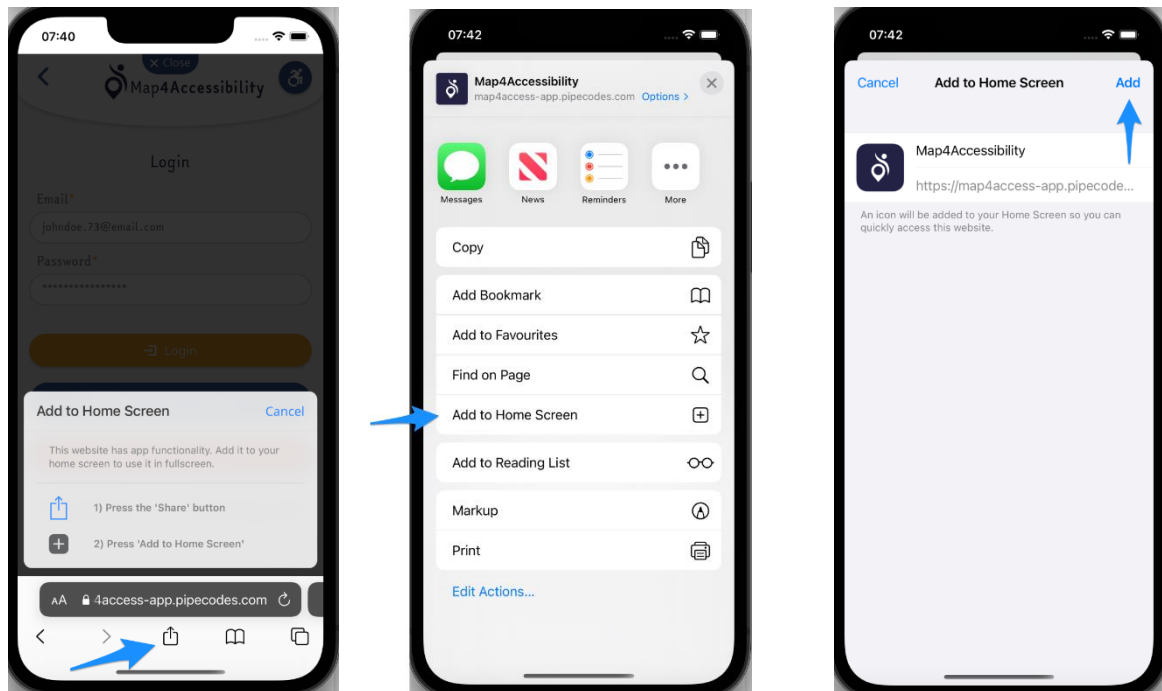 07:40
× Close
Map4Accessibility
Login
Email*
johndoe.73@email.com
Password*
****************
Login
Add to Home Screen Cancel
This website has app functionality. Add it to your
home screen to use it in fullscreen.
1) Press the 'Share' button
2) Press 'Add to Home Screen'
AA 4access-app.pipecodes.com
07:42
Map4Accessibility
map4access-app.pipecodes.com Options >
Messages News Reminders More
Copy
Add Bookmark
Add to Favourites
Find on Page
Add to Home Screen
Add to Reading List
Markup
Print
Edit Actions...
07:42
Cancel Add to Home Screen Add
Map4Accessibility
https://map4access-app.pipecode...
An icon will be added to your Home Screen so you can
quickly access this website.